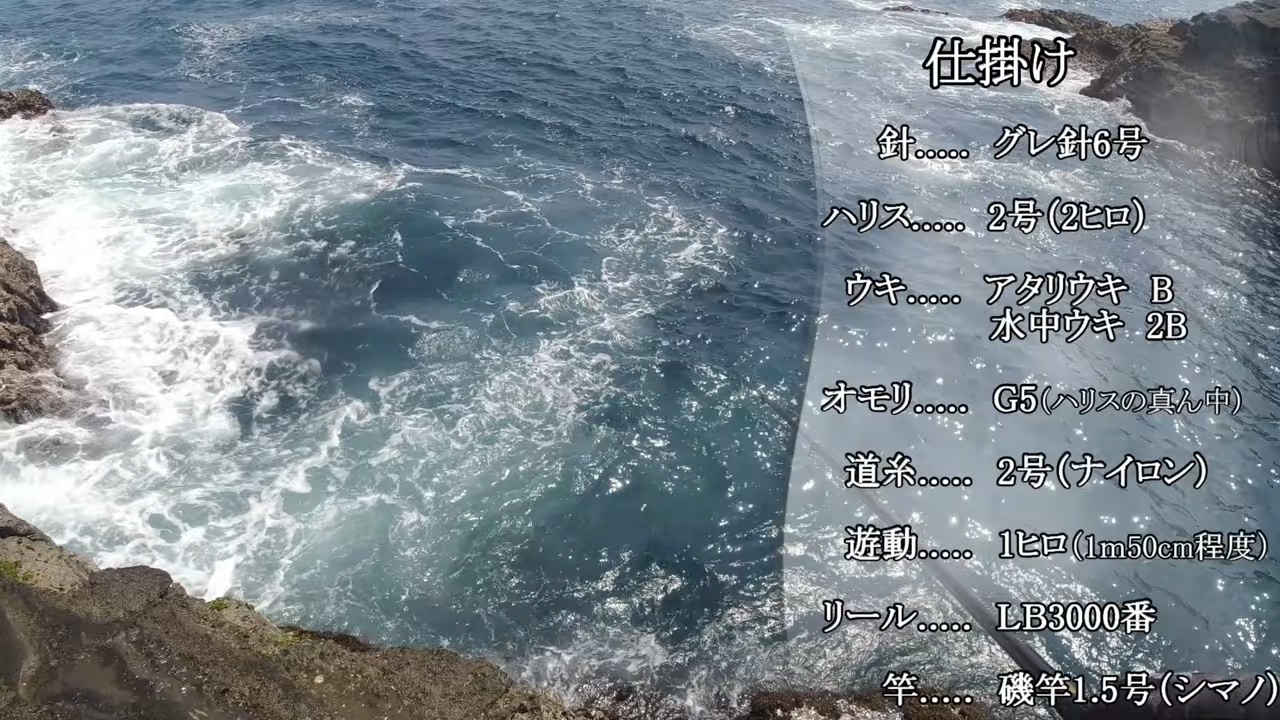 仕掛け
針..... グレ針6号
ハリス..... 2号(2ヒロ)
ウキ..... アタリウキ B
水中ウキ 2B
オモリ..... G5(ハリスの真ん中)
道糸..... 2号(ナイロン)
遊動..... 1ヒロ(1m50cm程度)
リール..... LB3000番
竿..... 磯竿1.5号(シマノ)